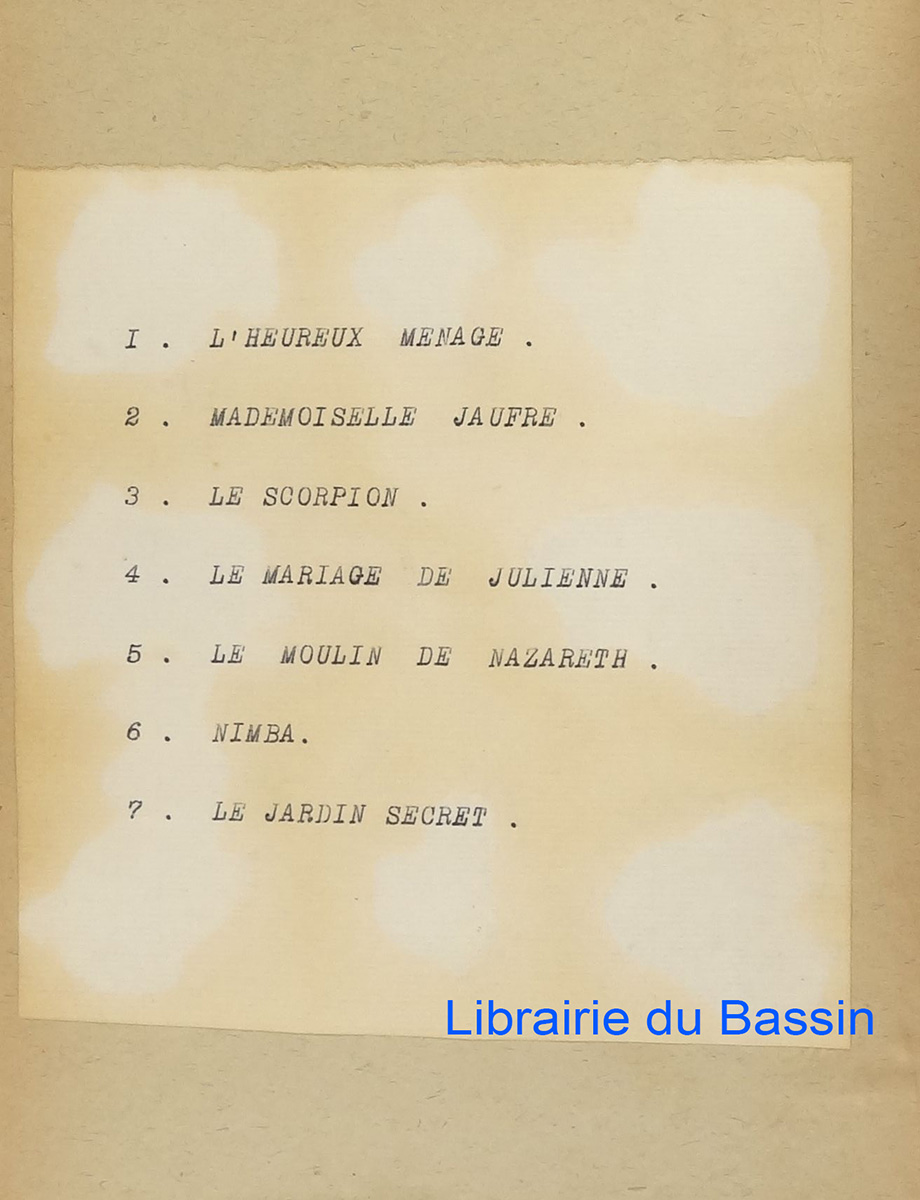 I . L'HEUREUX MENAGE .
2 . MADEMOISELLE JAUFRE .
3 . LE SCORPION .
4 . LE MARIAGE DE JULIENNE .
5 . LE MOULIN DE NAZARETH .
6 . NIMBA.
7 . LE JARDIN SECRET .
Librairie du Bassin